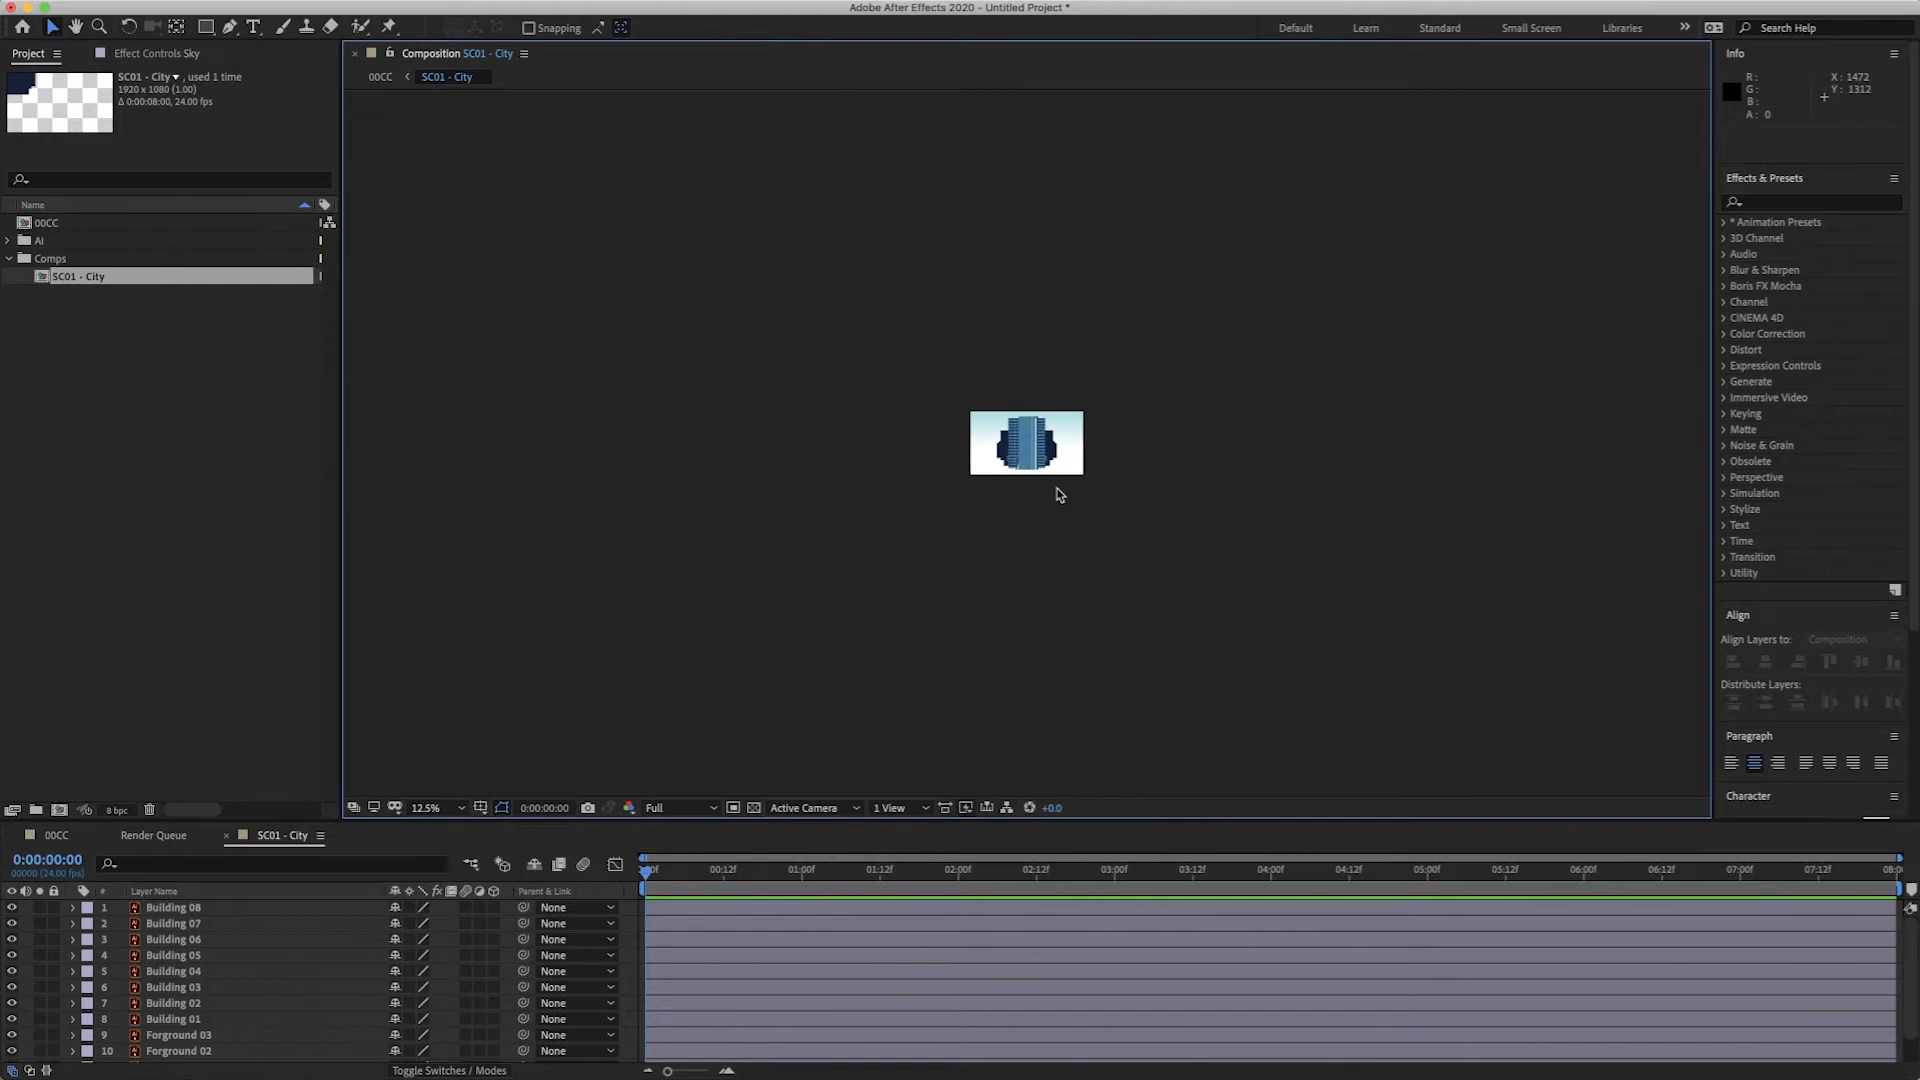 Adobe After Effects 2020 - Untitled Project *
Snapping
Default
Learn
Standard
Small Screen
Libraries
Search Help
Project
Effect Controls Sky
Composition SC01 - City
Info
SC01 - City , used 1 time
1920 x 1080 (1.00)
Δ 0:00:08:00, 24.00 fps
00CC
SC01 - City
R:
G:
B:
A: 0
X: 1472
Y: 1312
Effects & Presets
Name
00CC
AI
Comps
SC01 - City
* Animation Presets
3D Channel
Audio
Blur & Sharpen
Boris FX Mocha
Channel
CINEMA 4D
Color Correction
Distort
Expression Controls
Generate
Immersive Video
Keying
Matte
Noise & Grain
Obsolete
Perspective
Simulation
Stylize
Text
Time
Transition
Utility
Align
Align Layers to: Composition
Distribute Layers:
Paragraph
Character
8 bpc
12.5%
0:00:00:00
Full
Active Camera
1 View
+0.0
00CC
Render Queue
SC01 - City
0:00:00:00
00000 (24.00 fps)
00f 00:12f 01:00f 01:12f 02:00f 02:12f 03:00f 03:12f 04:00f 04:12f 05:00f 05:12f 06:00f 06:12f 07:00f 07:12f 08:0
# Layer Name Parent & Link
1 Building 08 None
2 Building 07 None
3 Building 06 None
4 Building 05 None
5 Building 04 None
6 Building 03 None
7 Building 02 None
8 Building 01 None
9 Forground 03 None
10 Forground 02 None
Toggle Switches / Modes